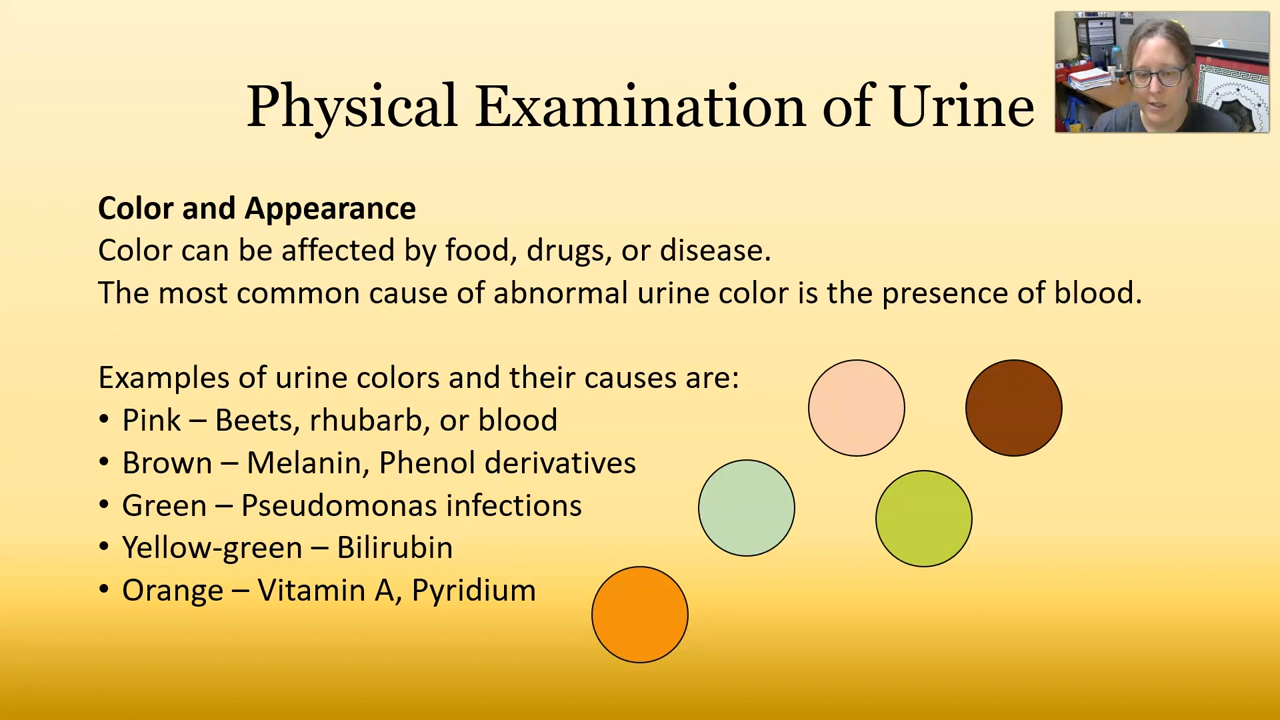 Physical Examination of Urine
Color and Appearance
Color can be affected by food, drugs, or disease.
The most common cause of abnormal urine color is the presence of blood.
Examples of urine colors and their causes are:
• Pink – Beets, rhubarb, or blood
• Brown – Melanin, Phenol derivatives
• Green – Pseudomonas infections
• Yellow-green – Bilirubin
• Orange – Vitamin A, Pyridium